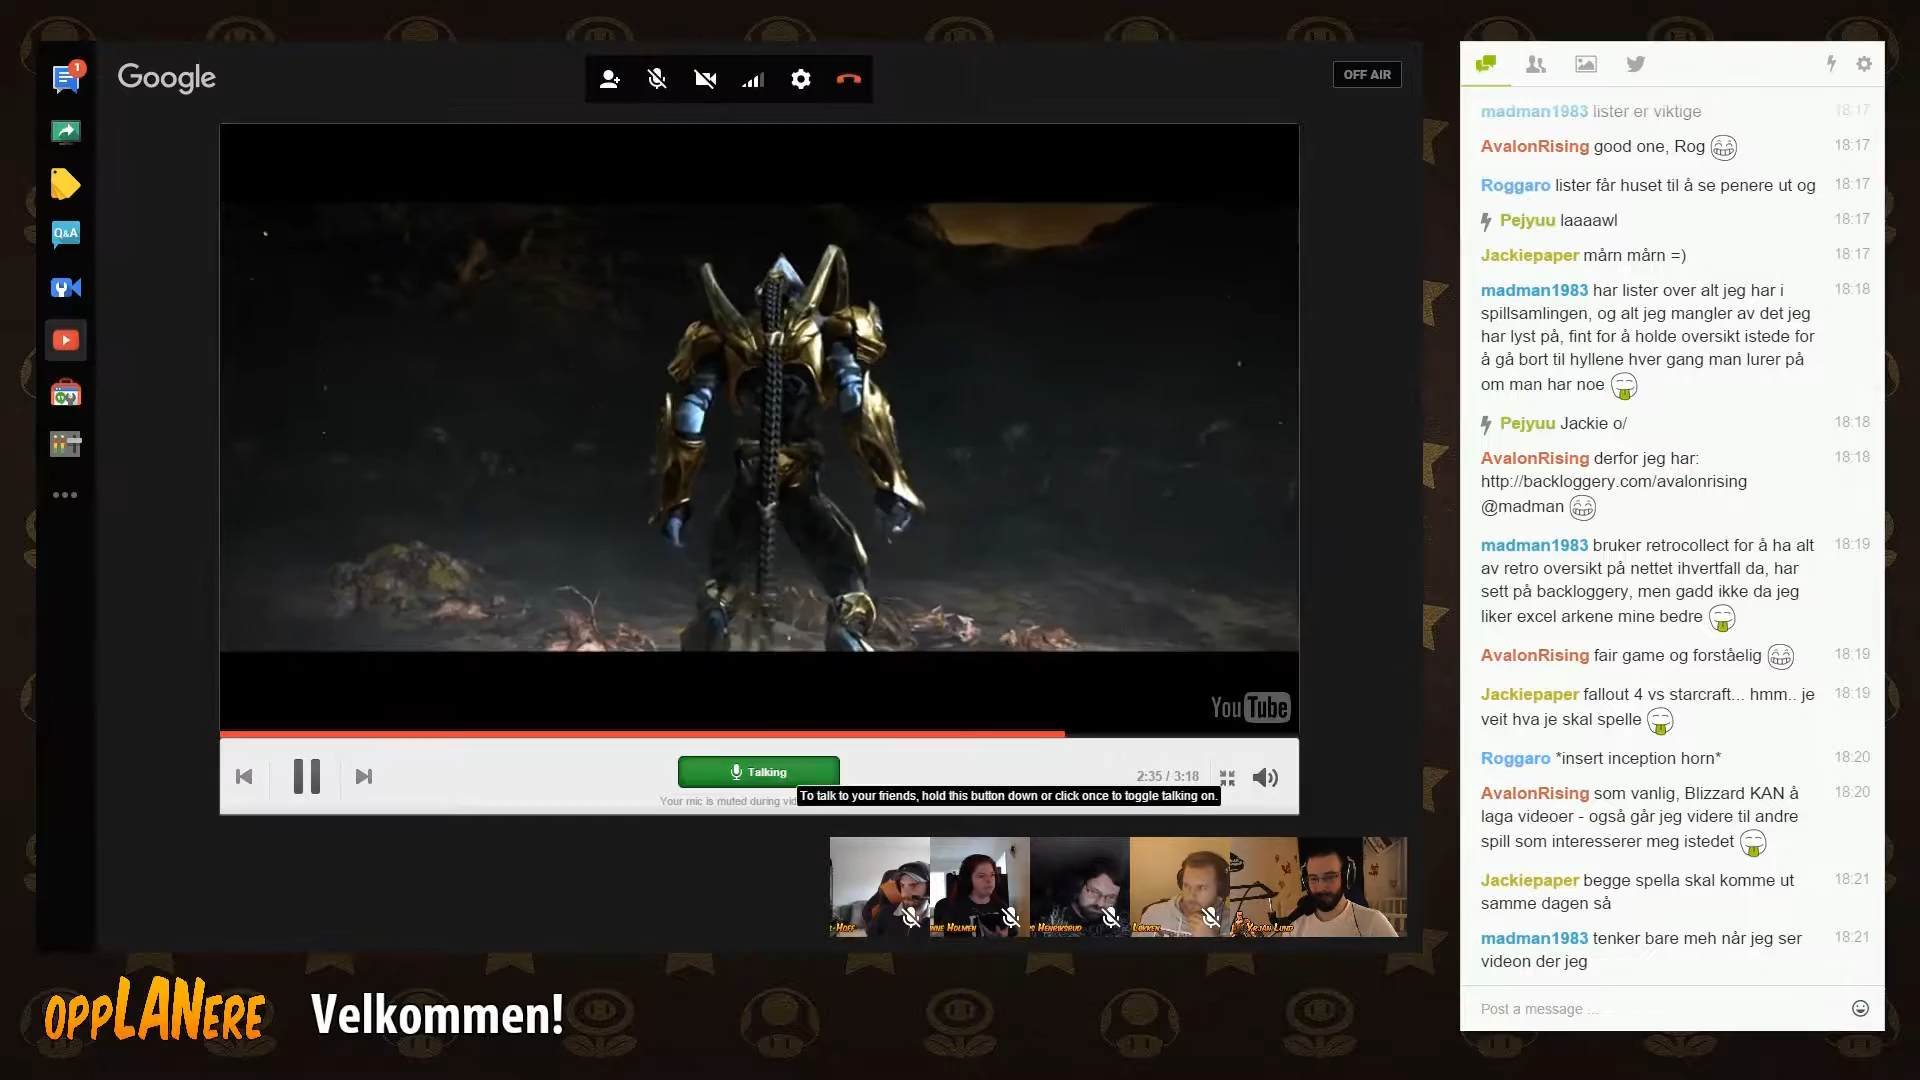 1
Google
OFF AIR
Q&A
YouTube
Talking
2:35 / 3:18
Your mic is muted during
To talk to your friends, hold this button down or click once to toggle talking on.
Holmen
Henriksrud
Løkken
Yrjan Lund
oppLANere
Velkommen!
madman1983 lister er viktige 18:17
AvalonRising good one, Rog 18:17
Roggaro lister får huset til å se penere ut og 18:17
Pejyuu laaaawl 18:17
Jackiepaper mårn mårn =) 18:17
madman1983 har lister over alt jeg har i 18:18
spillsamlingen, og alt jeg mangler av det jeg
har lyst på, fint for å holde oversikt istede for
å gå bort til hyllene hver gang man lurer på
om man har noe
Pejyuu Jackie o/ 18:18
AvalonRising derfor jeg har: 18:18
http://backloggery.com/avalonrising
@madman
madman1983 bruker retrocollect for å ha alt 18:19
av retro oversikt på nettet ihvertfall da, har
sett på backloggery, men gadd ikke da jeg
liker excel arkene mine bedre
AvalonRising fair game og forståelig 18:19
Jackiepaper fallout 4 vs starcraft... hmm.. je 18:19
veit hva je skal spelle
Roggaro *insert inception horn* 18:20
AvalonRising som vanlig, Blizzard KAN å 18:20
laga videoer - også går jeg videre til andre
spill som interesserer meg istedet
Jackiepaper begge spella skal komme ut 18:21
samme dagen så
madman1983 tenker bare meh når jeg ser 18:21
videon der jeg
Post a message ...